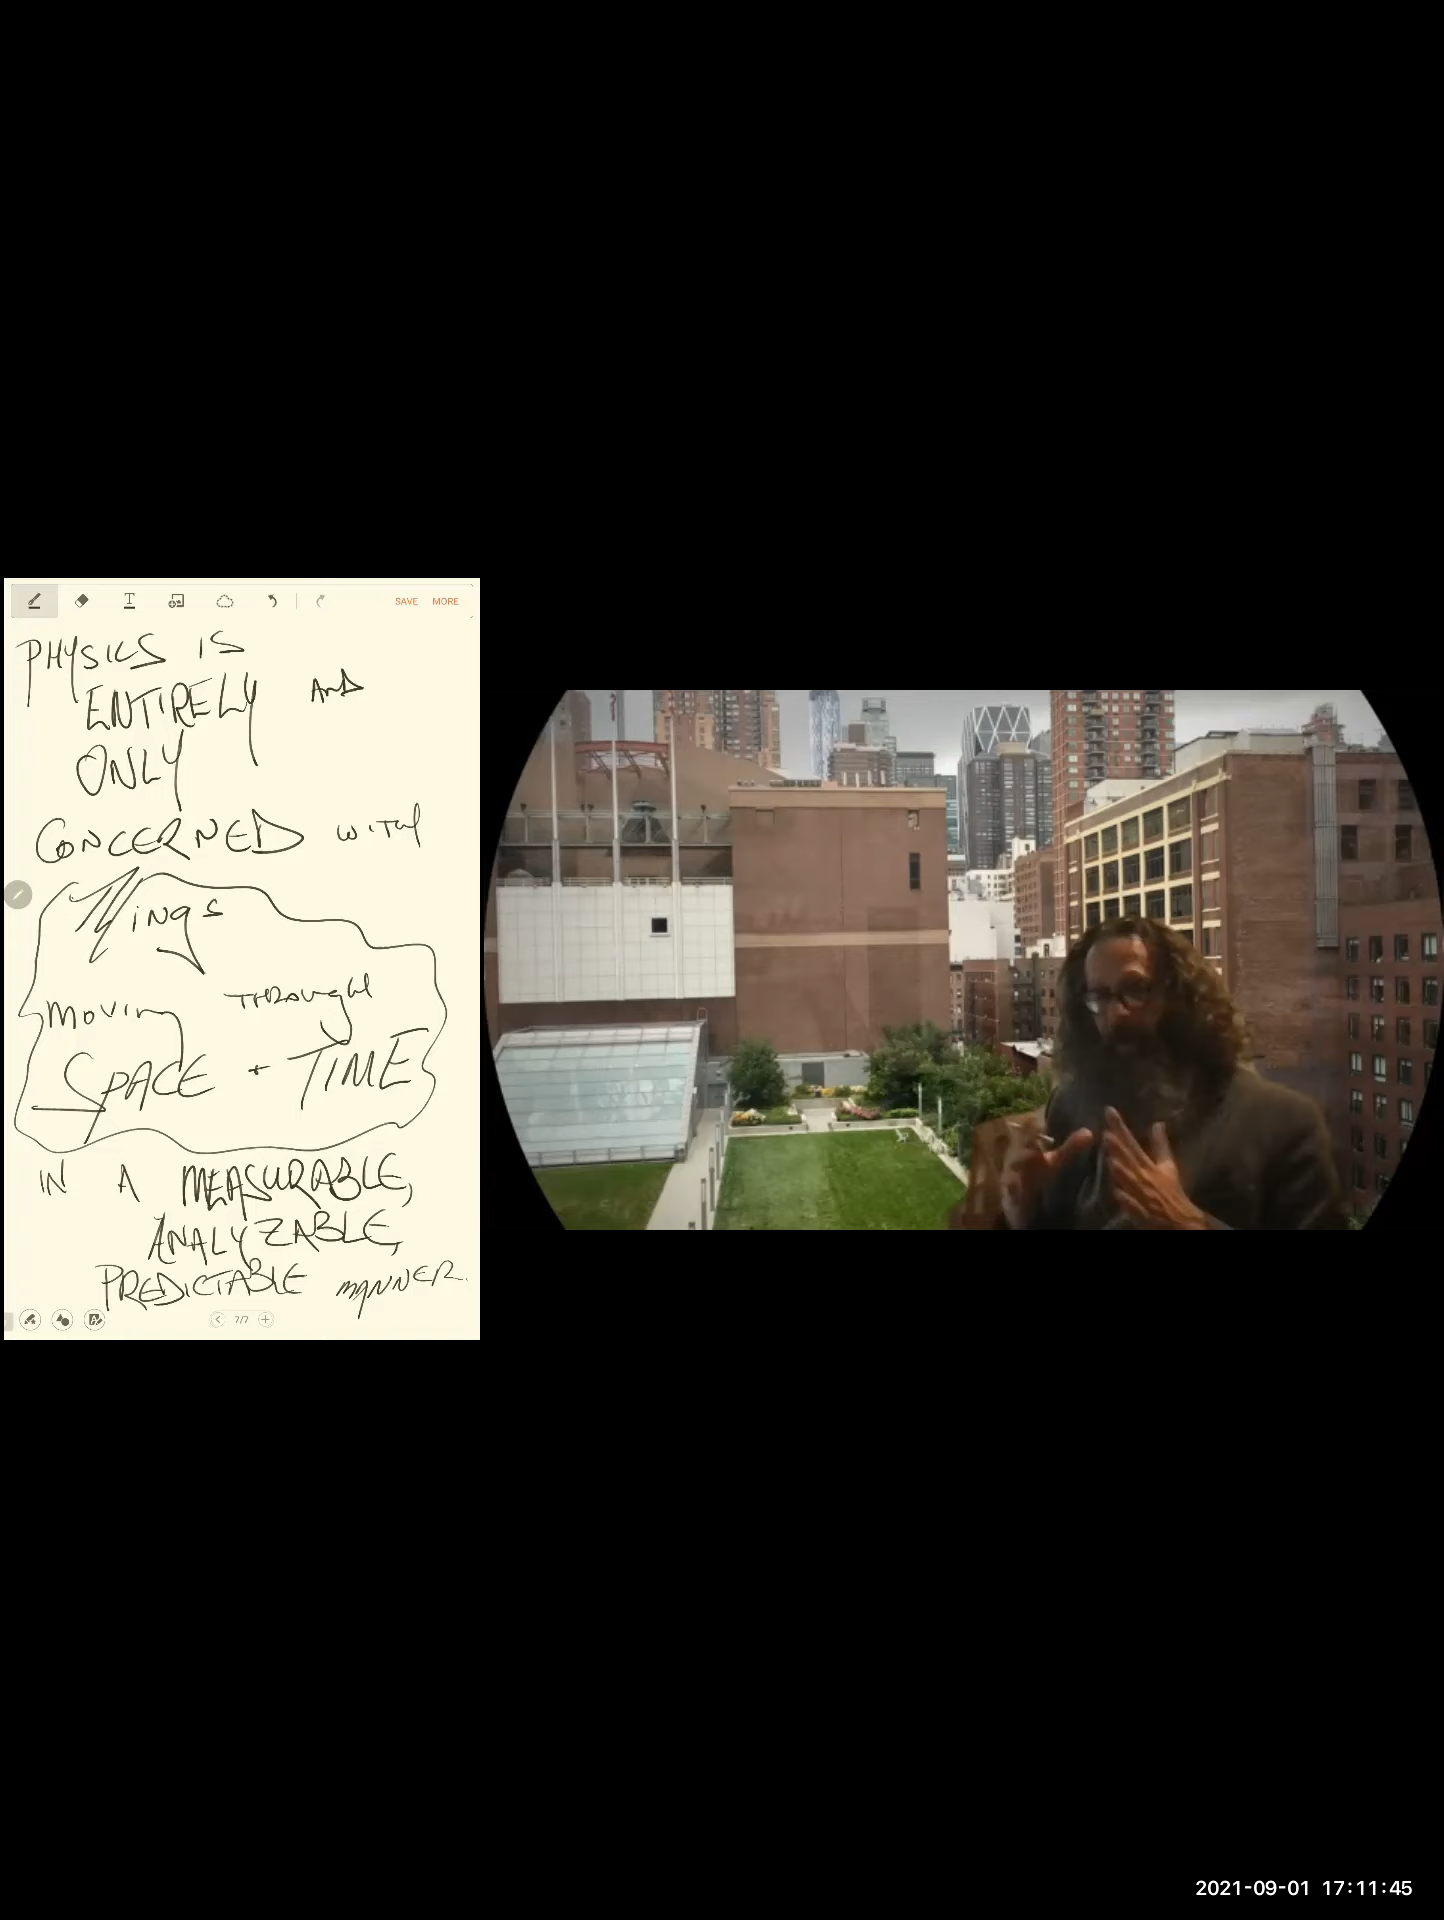 SAVE MORE
PHYSICS IS
ENTIRELY AND
ONLY
CONCERNED WITH
THINGS
MOVING THROUGH
SPACE + TIME
IN A MEASURABLE,
ANALYZABLE,
PREDICTABLE MANNER.
7/7
2021-09-01 17:11:45